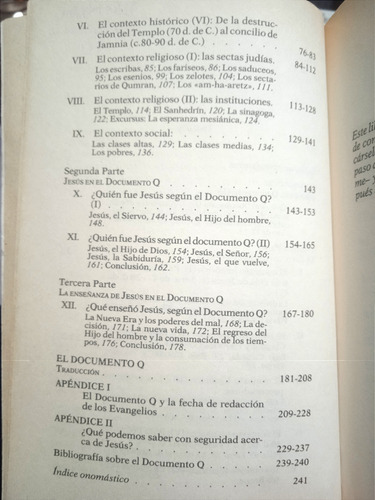 VI. El contexto histórico (VI): De la destruc-
ción del Templo (70 d. de C.) al concilio de
Jamnia (c.80-90 d. de C.) 76-83
VII. El contexto religioso (I): las sectas judías. 84-112
Los escribas, 85; Los fariseos, 86; Los saduceos,
95; Los esenios, 99; Los zelotes, 104; Los secta-
rios de Qumran, 107; Los «am-ha-aretz», 111.
VIII. El contexto religioso (II): las instituciones. 113-128
El Templo, 114; El Sanhedrín, 120; La sinagoga,
122; Excursus: La esperanza mesiánica, 124.
IX. El contexto social: 129-141
Las clases altas, 129; Las clases medias, 134;
Los pobres, 136.
Segunda Parte
JESÚS EN EL DOCUMENTO Q 143
X. ¿Quién fue Jesús según el Documento Q?
(I) 143-153
Jesús, el Siervo, 144; Jesús, el Hijo del hombre,
148.
XI. ¿Quién fue Jesús según el documento Q? (II) 154-165
Jesús, el Hijo de Dios, 154; Jesús, el Señor, 156;
Jesús, la Sabiduría, 159; Jesús, el que vuelve,
161; Conclusión, 162.
Tercera Parte
LA ENSEÑANZA DE JESÚS EN EL DOCUMENTO Q
XII. ¿Qué enseñó Jesús, según el Documento Q? 167-180
La Nueva Era y los poderes del mal, 168; La de-
cisión, 171; La nueva vida, 172; El regreso del
Hijo del hombre y la consumación de los tiem-
pos, 176; Conclusión, 178.
EL DOCUMENTO Q
TRADUCCIÓN 181-208
APÉNDICE I
El Documento Q y la fecha de redacción
de los Evangelios 209-228
APÉNDICE II
¿Qué podemos saber con seguridad acer-
ca de Jesús? 229-237
Bibliografía sobre el Documento Q 239-240
Índice onomástico 241
Este li
de con
cársel
paso c
me- y
pués